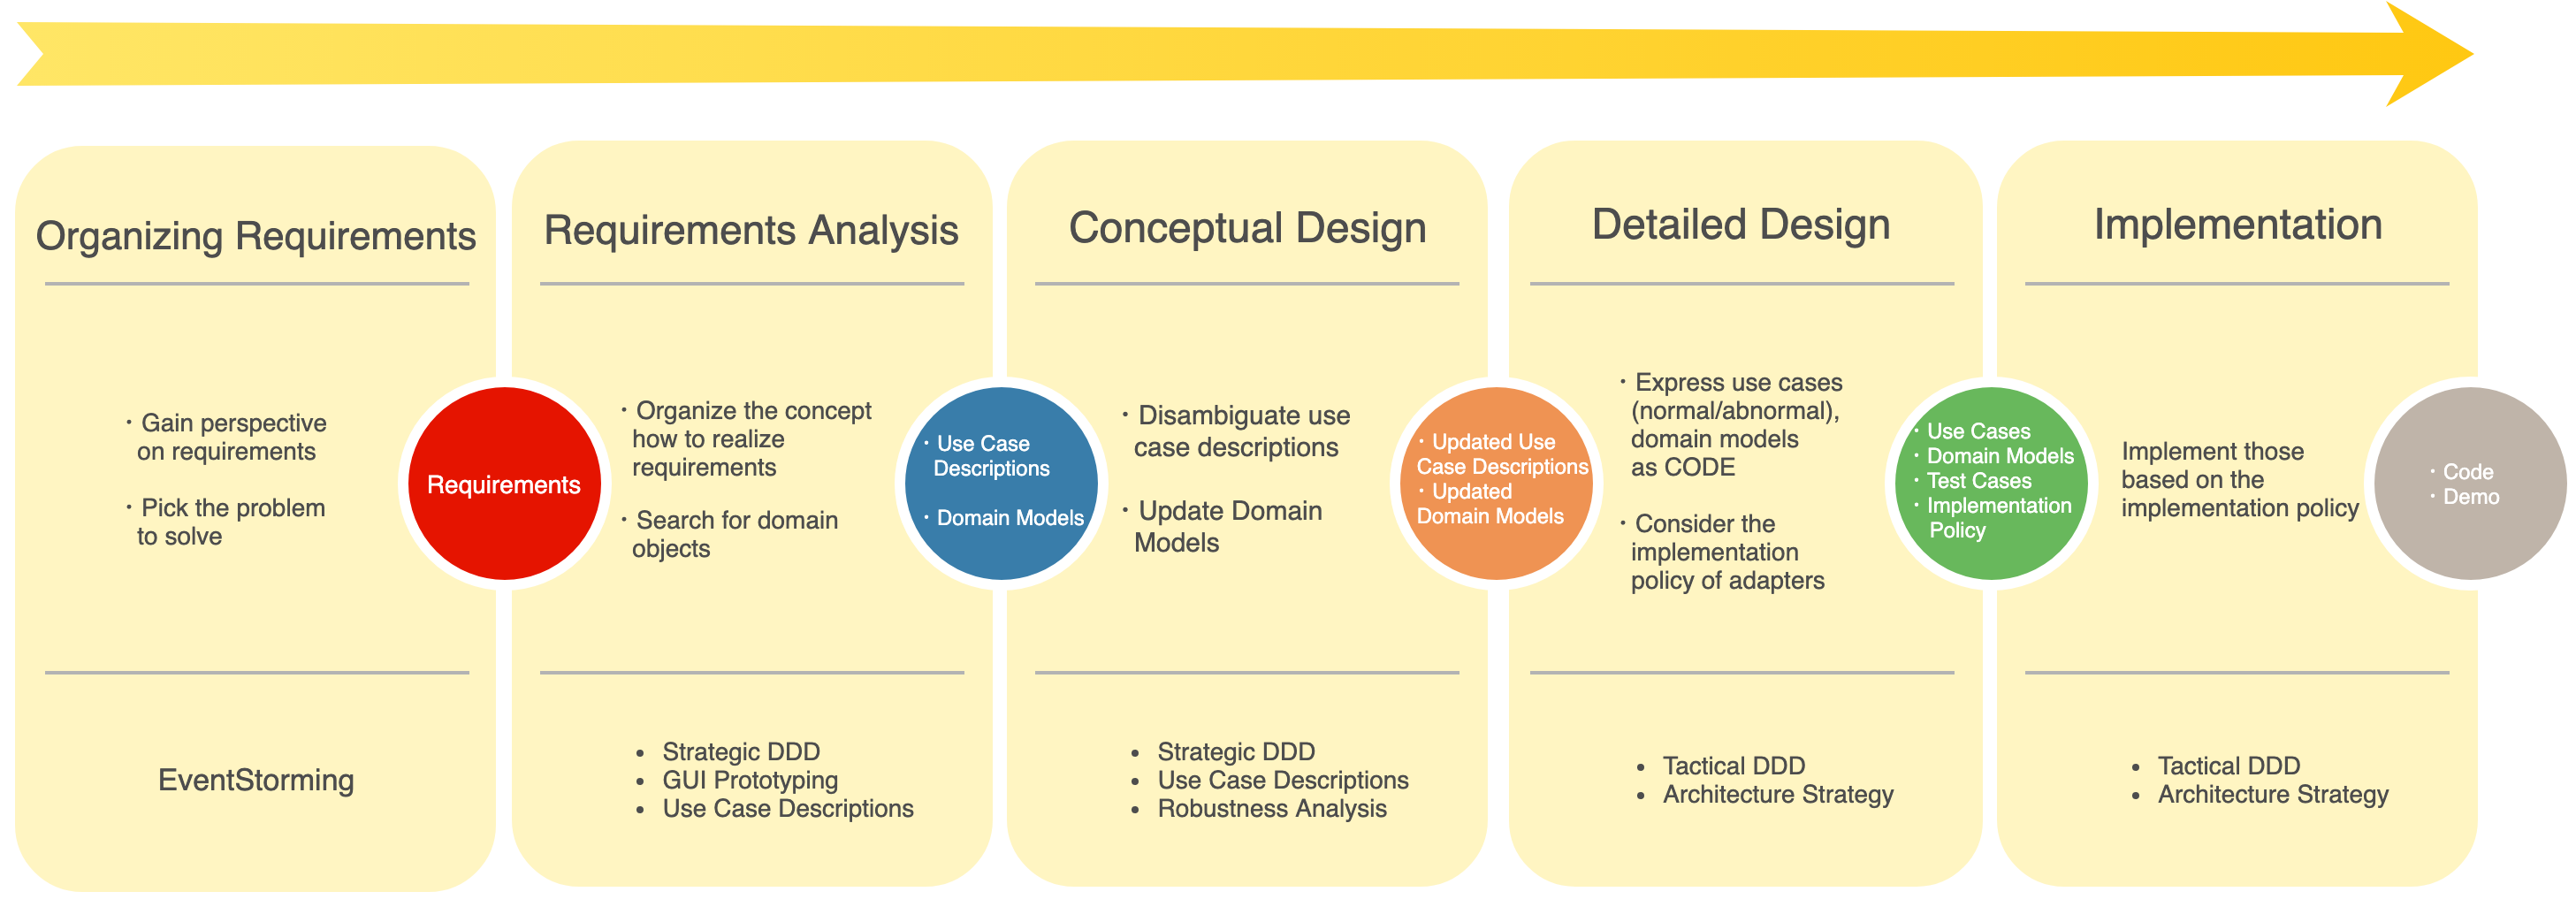 Organizing Requirements
・Gain perspective
on requirements
・Pick the problem
to solve
EventStorming
Requirements
Requirements Analysis
・Organize the concept
how to realize
requirements
・Search for domain
objects
• Strategic DDD
• GUI Prototyping
• Use Case Descriptions
・Use Case
Descriptions
・Domain Models
Conceptual Design
・Disambiguate use
case descriptions
・Update Domain
Models
• Strategic DDD
• Use Case Descriptions
• Robustness Analysis
・Updated Use
Case Descriptions
・Updated
Domain Models
Detailed Design
・Express use cases
(normal/abnormal),
domain models
as CODE
・Consider the
implementation
policy of adapters
• Tactical DDD
• Architecture Strategy
・Use Cases
・Domain Models
・Test Cases
・Implementation
Policy
Implementation
Implement those
based on the
implementation policy
• Tactical DDD
• Architecture Strategy
・Code
・Demo